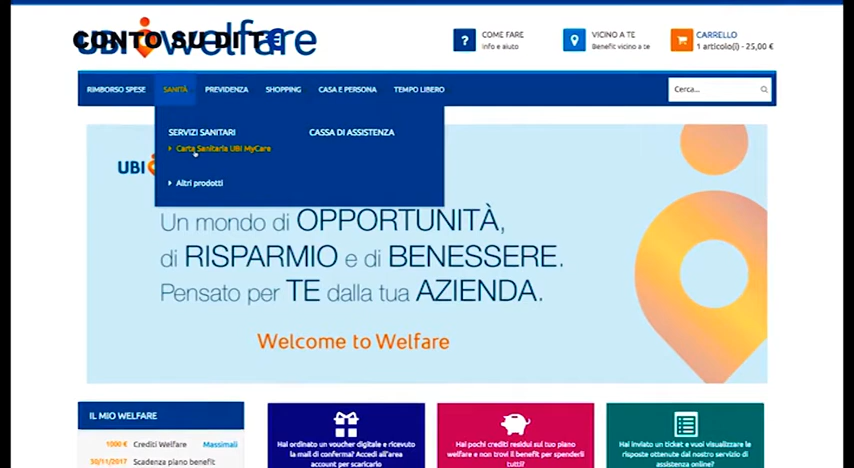 CONTO SU DI TE
UBI welfare
COME FARE
Info e aiuto
VICINO A TE
Benefit vicino a te
CARRELLO
1 articolo(i) - 25,00 €
RIMBORSO SPESE SANITÀ PREVIDENZA SHOPPING CASA E PERSONA TEMPO LIBERO
Cerca...
SERVIZI SANITARI
Carta Sanitaria UBI MyCare
Altri prodotti
CASSA DI ASSISTENZA
UBI
Un mondo di OPPORTUNITÀ,
di RISPARMIO e di BENESSERE.
Pensato per TE dalla tua AZIENDA.
Welcome to Welfare
IL MIO WELFARE
1000 € Crediti Welfare Massimali
30/11/2017 Scadenza piano benefit
Hai ordinato un voucher digitale e ricevuto
la mail di conferma? Accedi all'area
account per scaricarlo
Hai pochi crediti residui sul tuo piano
welfare e non trovi il benefit per spenderli
tutti?
Hai inviato un ticket e vuoi visualizzare le
risposte ottenute dal nostro servizio di
assistenza online?